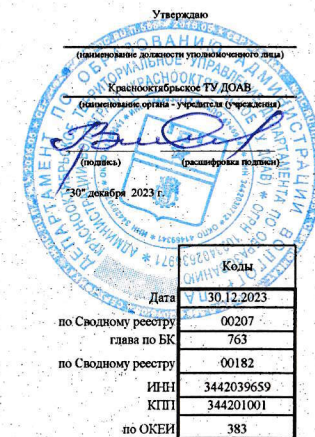 Утверждаю
(наименование должности уполномоченного лица)
Краснооктябрьское ТУ ДОАВ
(наименование органа - учредителя (учреждения)
(подпись) (расшифровка подписи)
"30" декабря 2023 г.
Коды
Дата 30.12.2023
по Сводному реестру 00207
глава по БК 763
по Сводному реестру 00182
ИНН 3442039659
КПП 344201001
по ОКЕИ 383